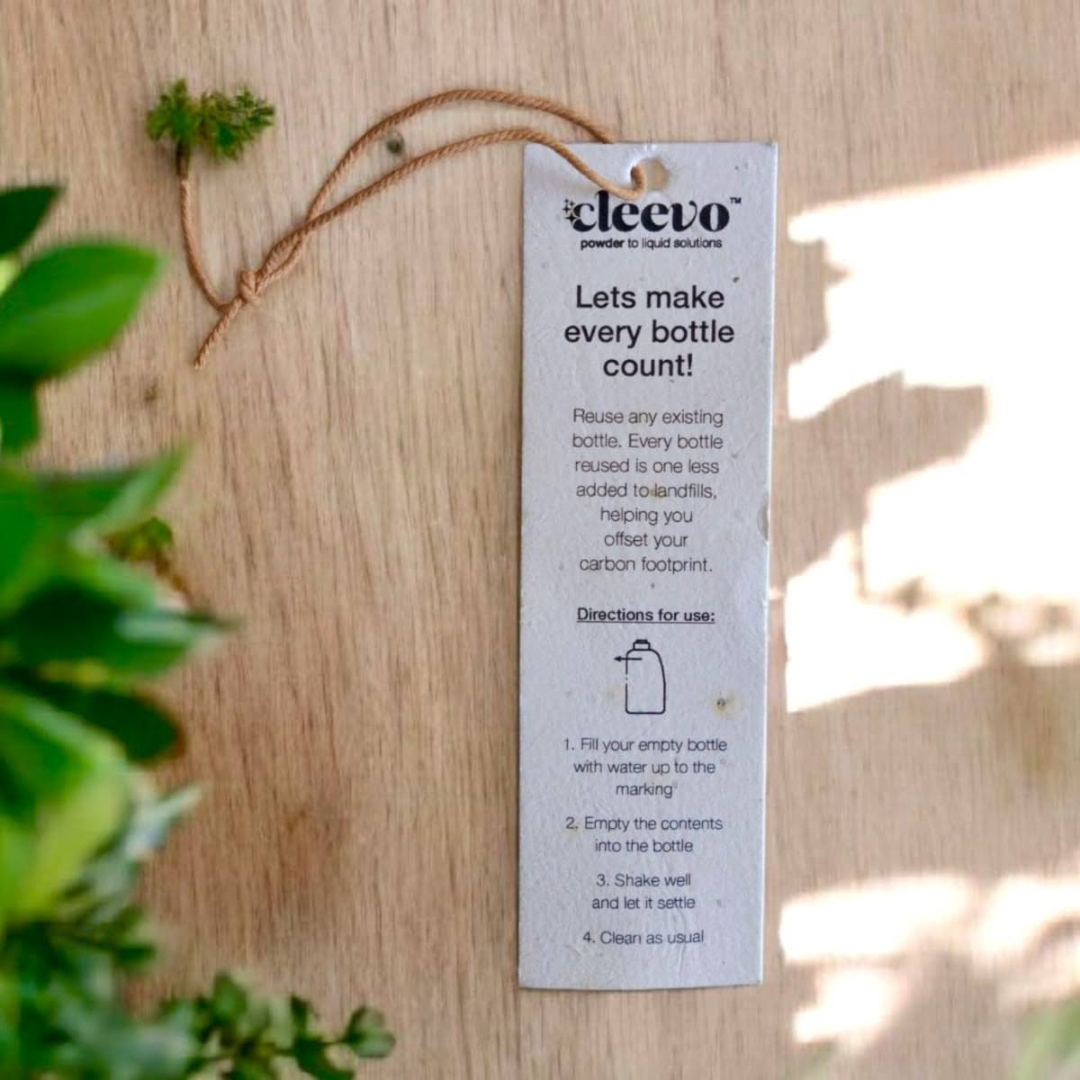 cleevo™
powder to liquid solutions
Lets make
every bottle
count!
Reuse any existing
bottle. Every bottle
reused is one less
added to landfills,
helping you
offset your
carbon footprint.
Directions for use:
1. Fill your empty bottle
with water up to the
marking
2. Empty the contents
into the bottle
3. Shake well
and let it settle
4. Clean as usual